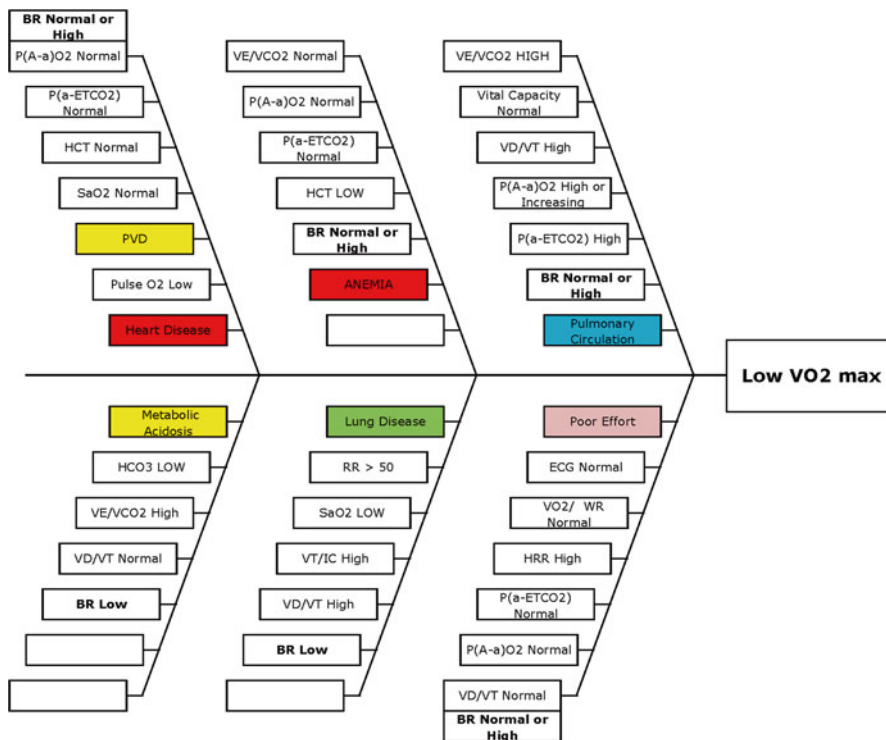 BR Normal or
High
P(A-a)O2 Normal
P(a-ETCO2)
Normal
HCT Normal
SaO2 Normal
PVD
Pulse O2 Low
Heart Disease
VE/VCO2 Normal
P(A-a)O2 Normal
P(a-ETCO2)
Normal
HCT LOW
BR Normal or
High
ANEMIA
VE/VCO2 HIGH
Vital Capacity
Normal
VD/VT High
P(A-a)O2 High or
Increasing
P(a-ETCO2) High
BR Normal or
High
Pulmonary
Circulation
Low VO2 max
Metabolic
Acidosis
HCO3 LOW
VE/VCO2 High
VD/VT Normal
BR Low
Lung Disease
RR > 50
SaO2 LOW
VT/IC High
VD/VT High
BR Low
Poor Effort
ECG Normal
VO2/ WR
Normal
HRR High
P(a-ETCO2)
Normal
P(A-a)O2 Normal
VD/VT Normal
BR Normal or
High